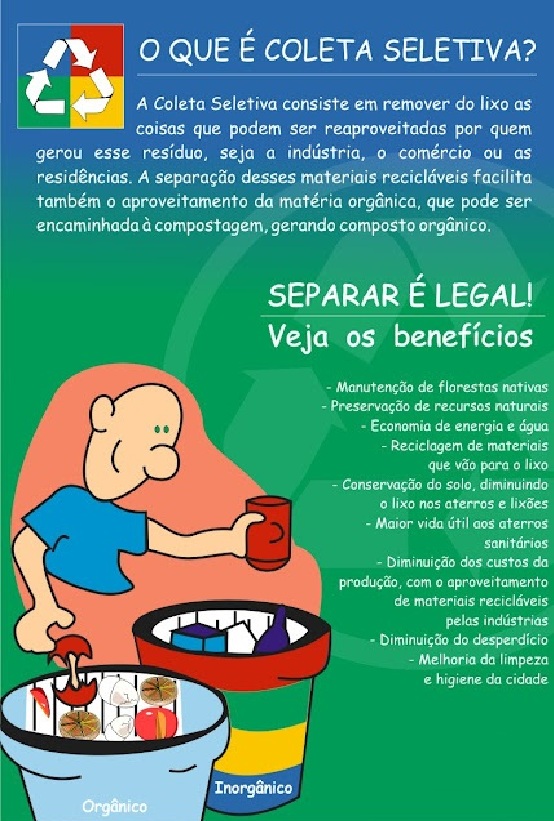 O QUE É COLETA SELETIVA?
A Coleta Seletiva consiste em remover do lixo as
coisas que podem ser reaproveitadas por quem
gerou esse resíduo, seja a indústria, o comércio ou as
residências. A separação desses materiais recicláveis facilita
também o aproveitamento da matéria orgânica, que pode ser
encaminhada à compostagem, gerando composto orgânico.
SEPARAR É LEGAL!
Veja os benefícios
- Manutenção de florestas nativas
- Preservação de recursos naturais
- Economia de energia e água
- Reciclagem de materiais
que vão para o lixo
- Conservação do solo, diminuindo
o lixo nos aterros e lixões
- Maior vida útil aos aterros
sanitários
- Diminuição dos custos da
produção, com o aproveitamento
de materiais recicláveis
pelas indústrias
- Diminuição do desperdício
- Melhoria da limpeza
e higiene da cidade
Inorgânico
Orgânico